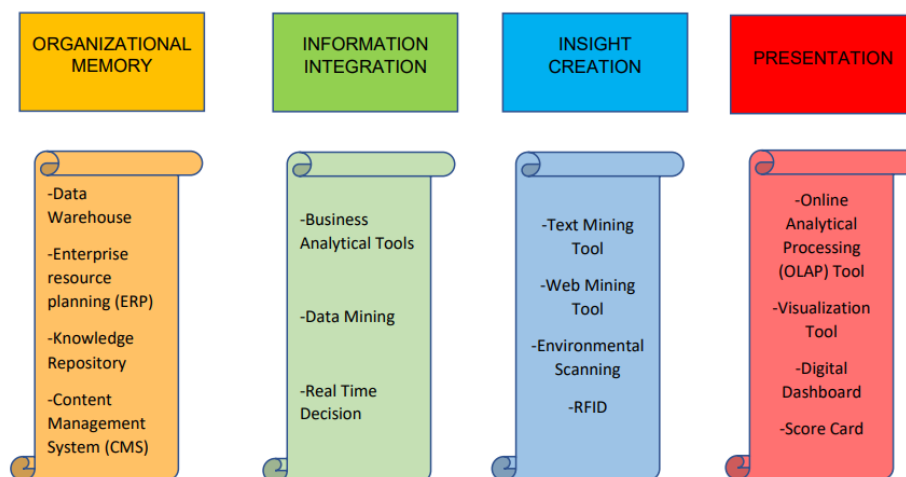 ORGANIZATIONAL
MEMORY
INFORMATION
INTEGRATION
INSIGHT
CREATION
PRESENTATION
-Data
Warehouse
-Enterprise
resource
planning (ERP)
-Knowledge
Repository
-Content
Management
System (CMS)
-Business
Analytical Tools
-Data Mining
-Real Time
Decision
-Text Mining
Tool
-Web Mining
Tool
-Environmental
Scanning
-RFID
-Online
Analytical
Processing
(OLAP) Tool
-Visualization
Tool
-Digital
Dashboard
-Score Card